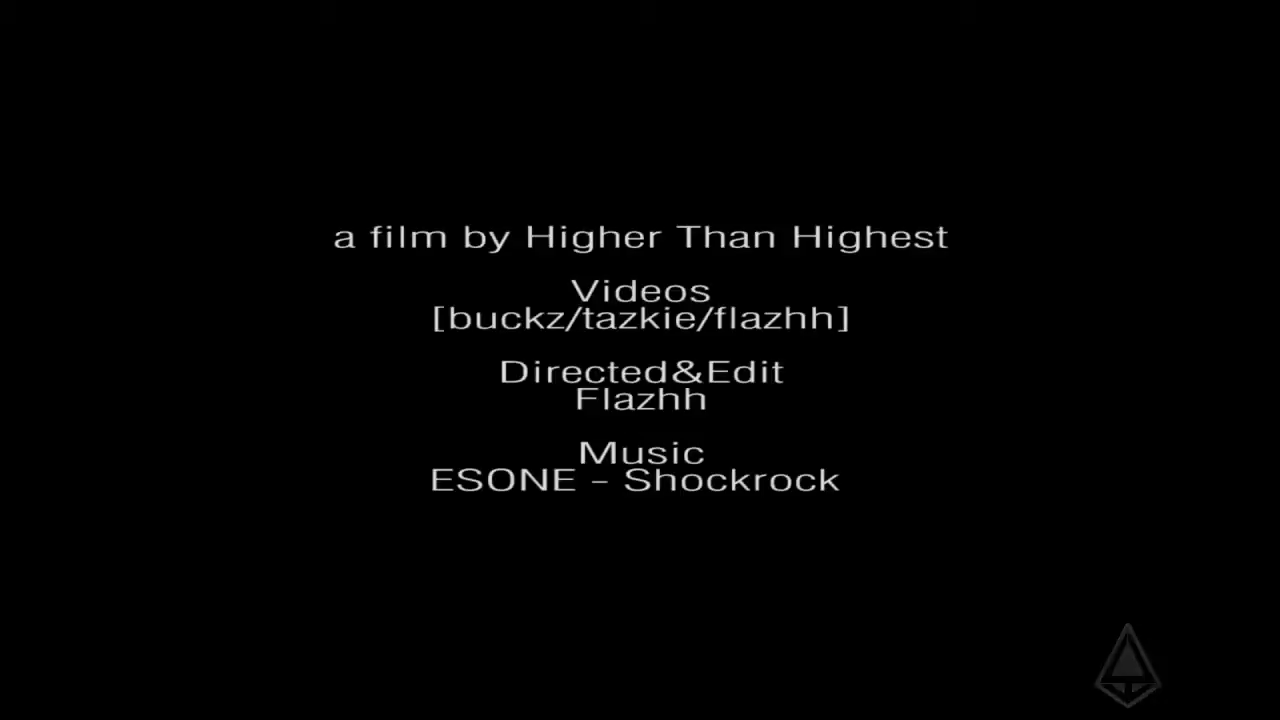 a film by Higher Than Highest
Videos
[buckz/tazkie/flazhh]
Directed&Edit
Flazhh
Music
ESONE - Shockrock